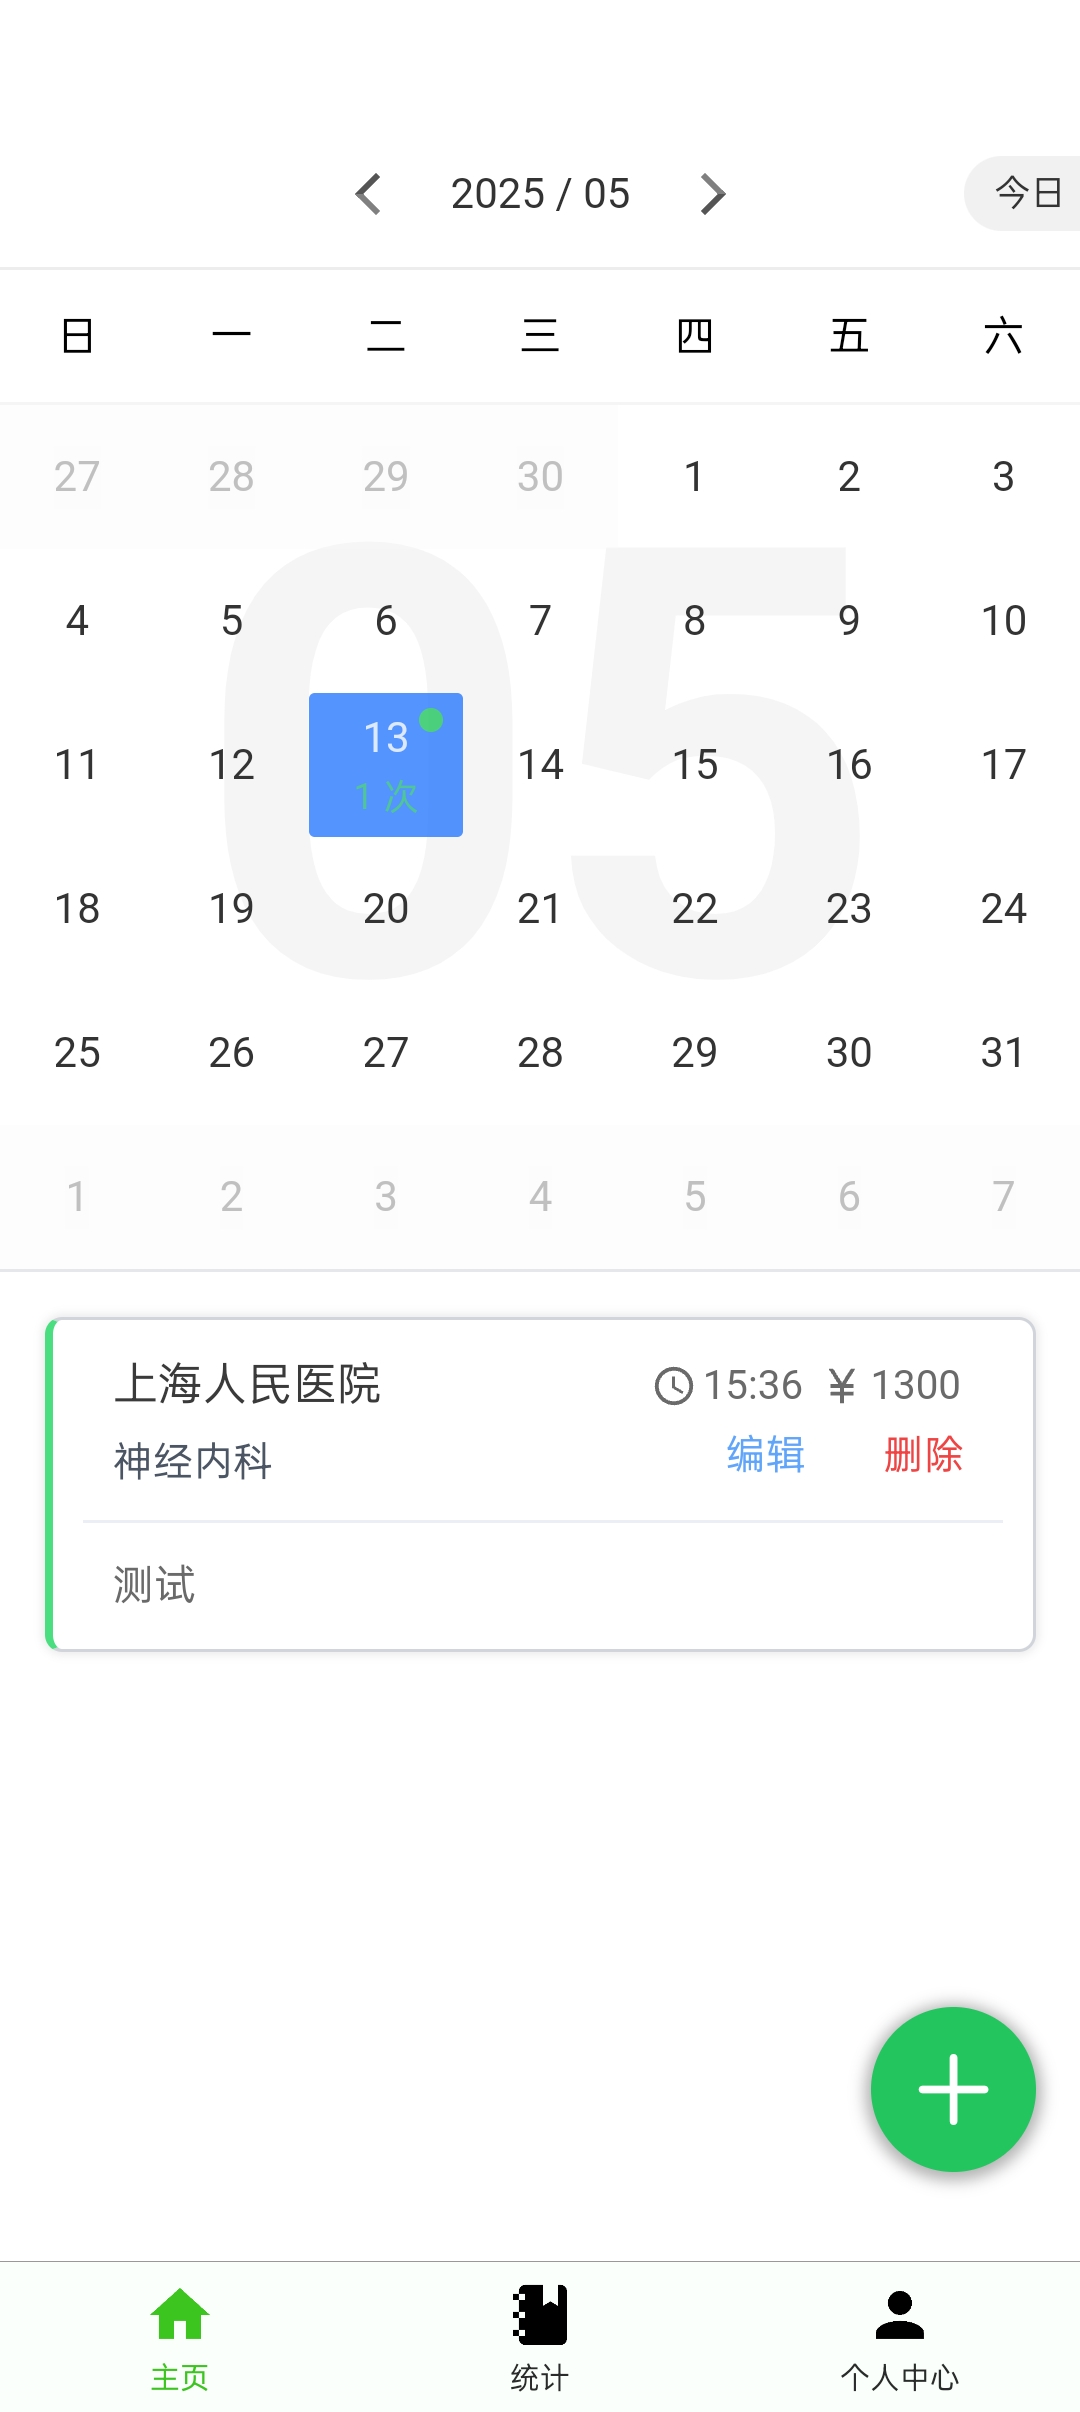 2025 / 05
今日
日 一 二 三 四 五 六
27 28 29 30 1 2 3
05
4 5 6 7 8 9 10
11 12 13 14 15 16 17
1 次
18 19 20 21 22 23 24
25 26 27 28 29 30 31
1 2 3 4 5 6 7
上海人民医院 15:36 ¥ 1300
神经内科 编辑 删除
测试
主页 统计 个人中心